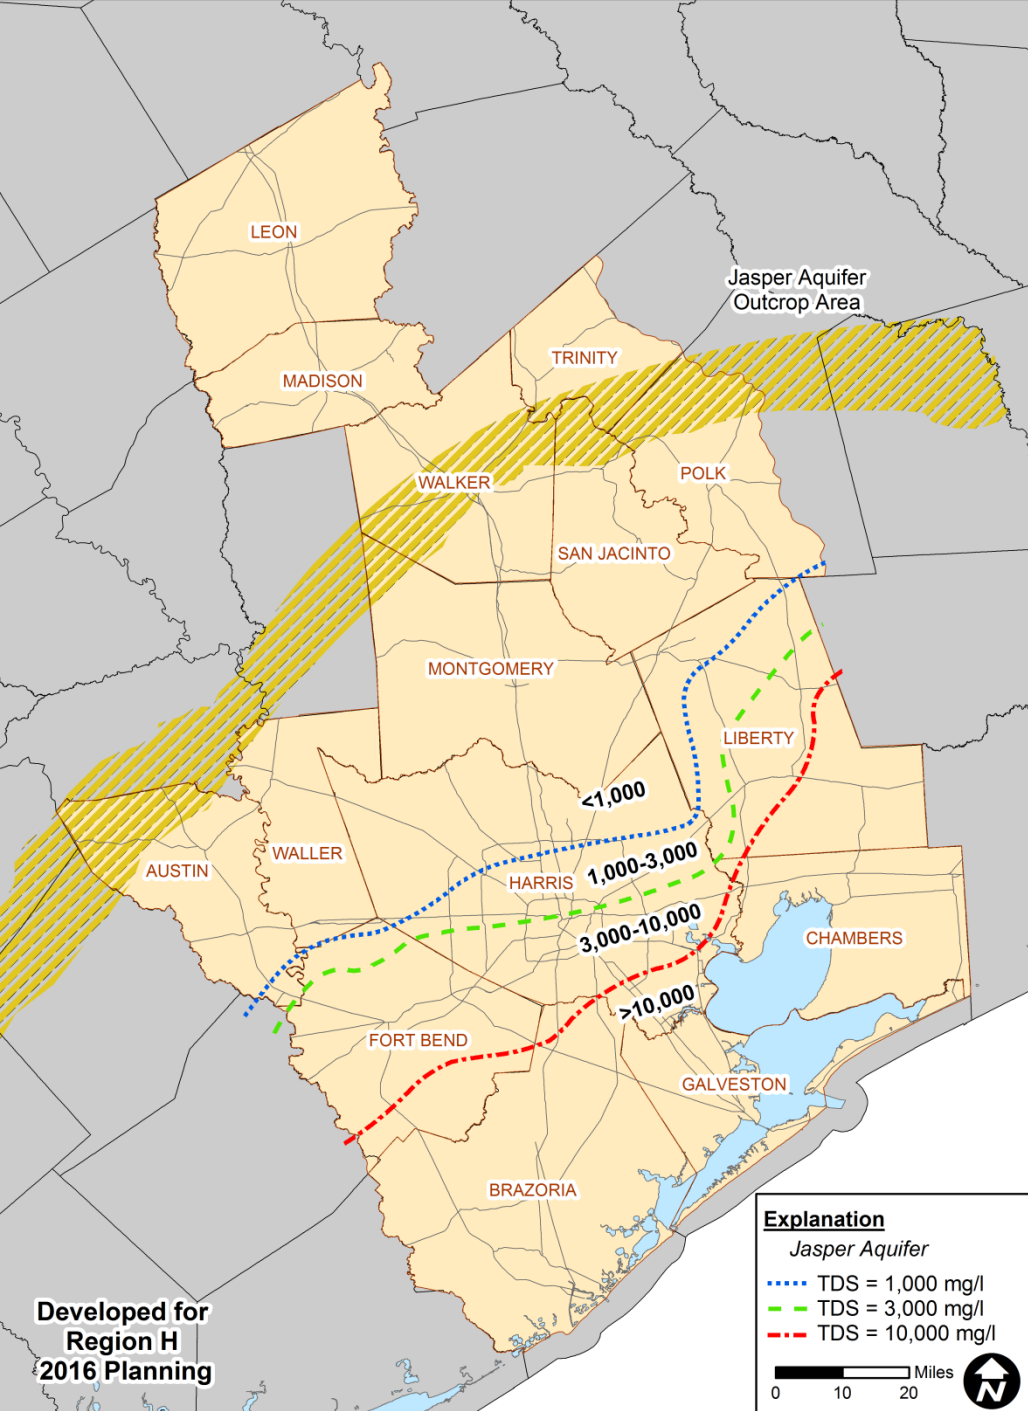 LEON
Jasper Aquifer
Outcrop Area
TRINITY
MADISON
WALKER
POLK
SAN JACINTO
MONTGOMERY
LIBERTY
<1,000
WALLER
1,000-3,000
AUSTIN
HARRIS
3,000-10,000
CHAMBERS
>10,000
FORT BEND
GALVESTON
BRAZORIA
Explanation
Jasper Aquifer
TDS = 1,000 mg/l
TDS = 3,000 mg/l
TDS = 10,000 mg/l
Miles
0 10 20
N
Developed for
Region H
2016 Planning